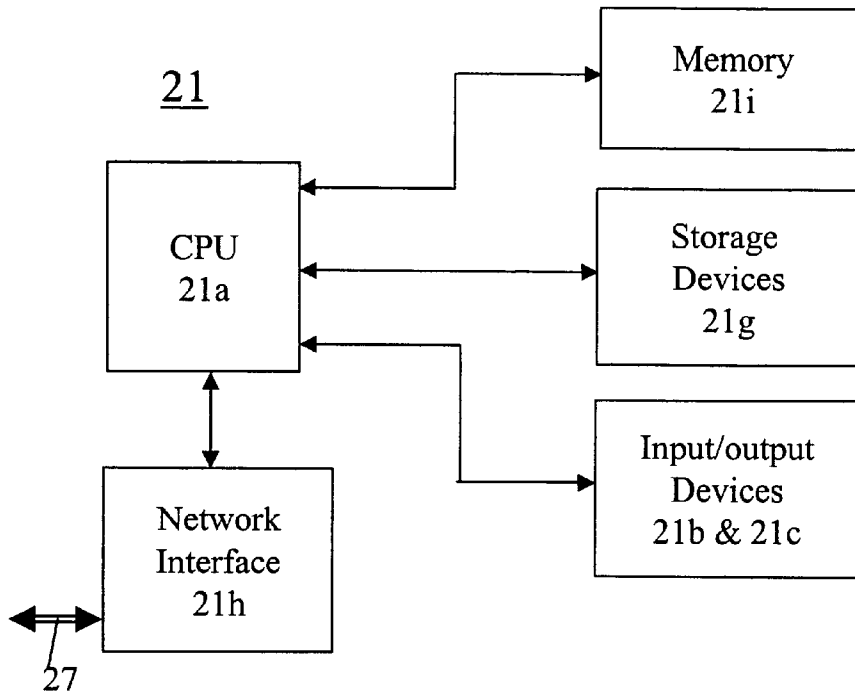 21
Memory
21i
CPU
21a
Storage
Devices
21g
Input/output
Devices
21b & 21c
Network
Interface
21h
27